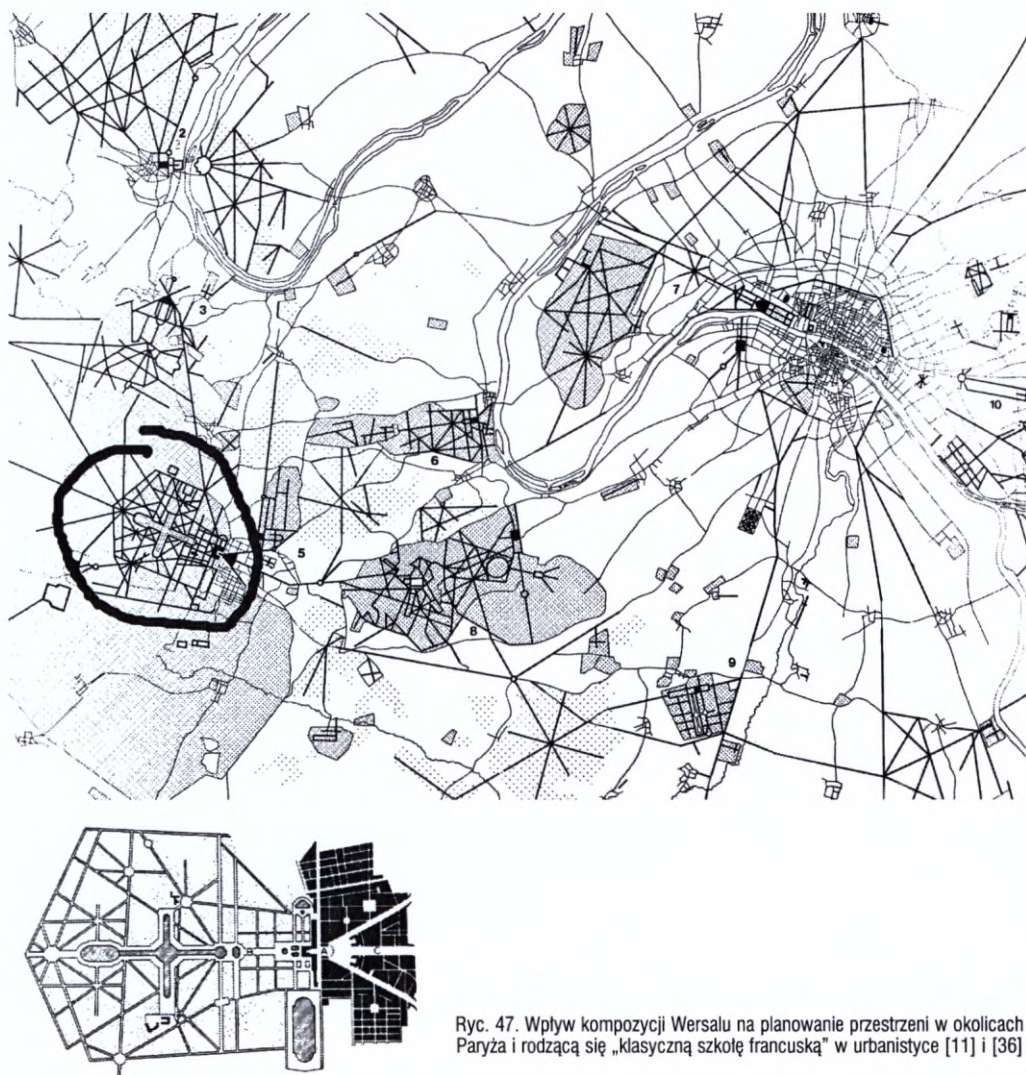 2
3
7
10
6
5
8
9
A
Ryc. 47. Wpływ kompozycji Wersalu na planowanie przestrzeni w okolicach
Paryża i rodzącą się „klasyczną szkołę francuską” w urbanistyce [11] i [36]